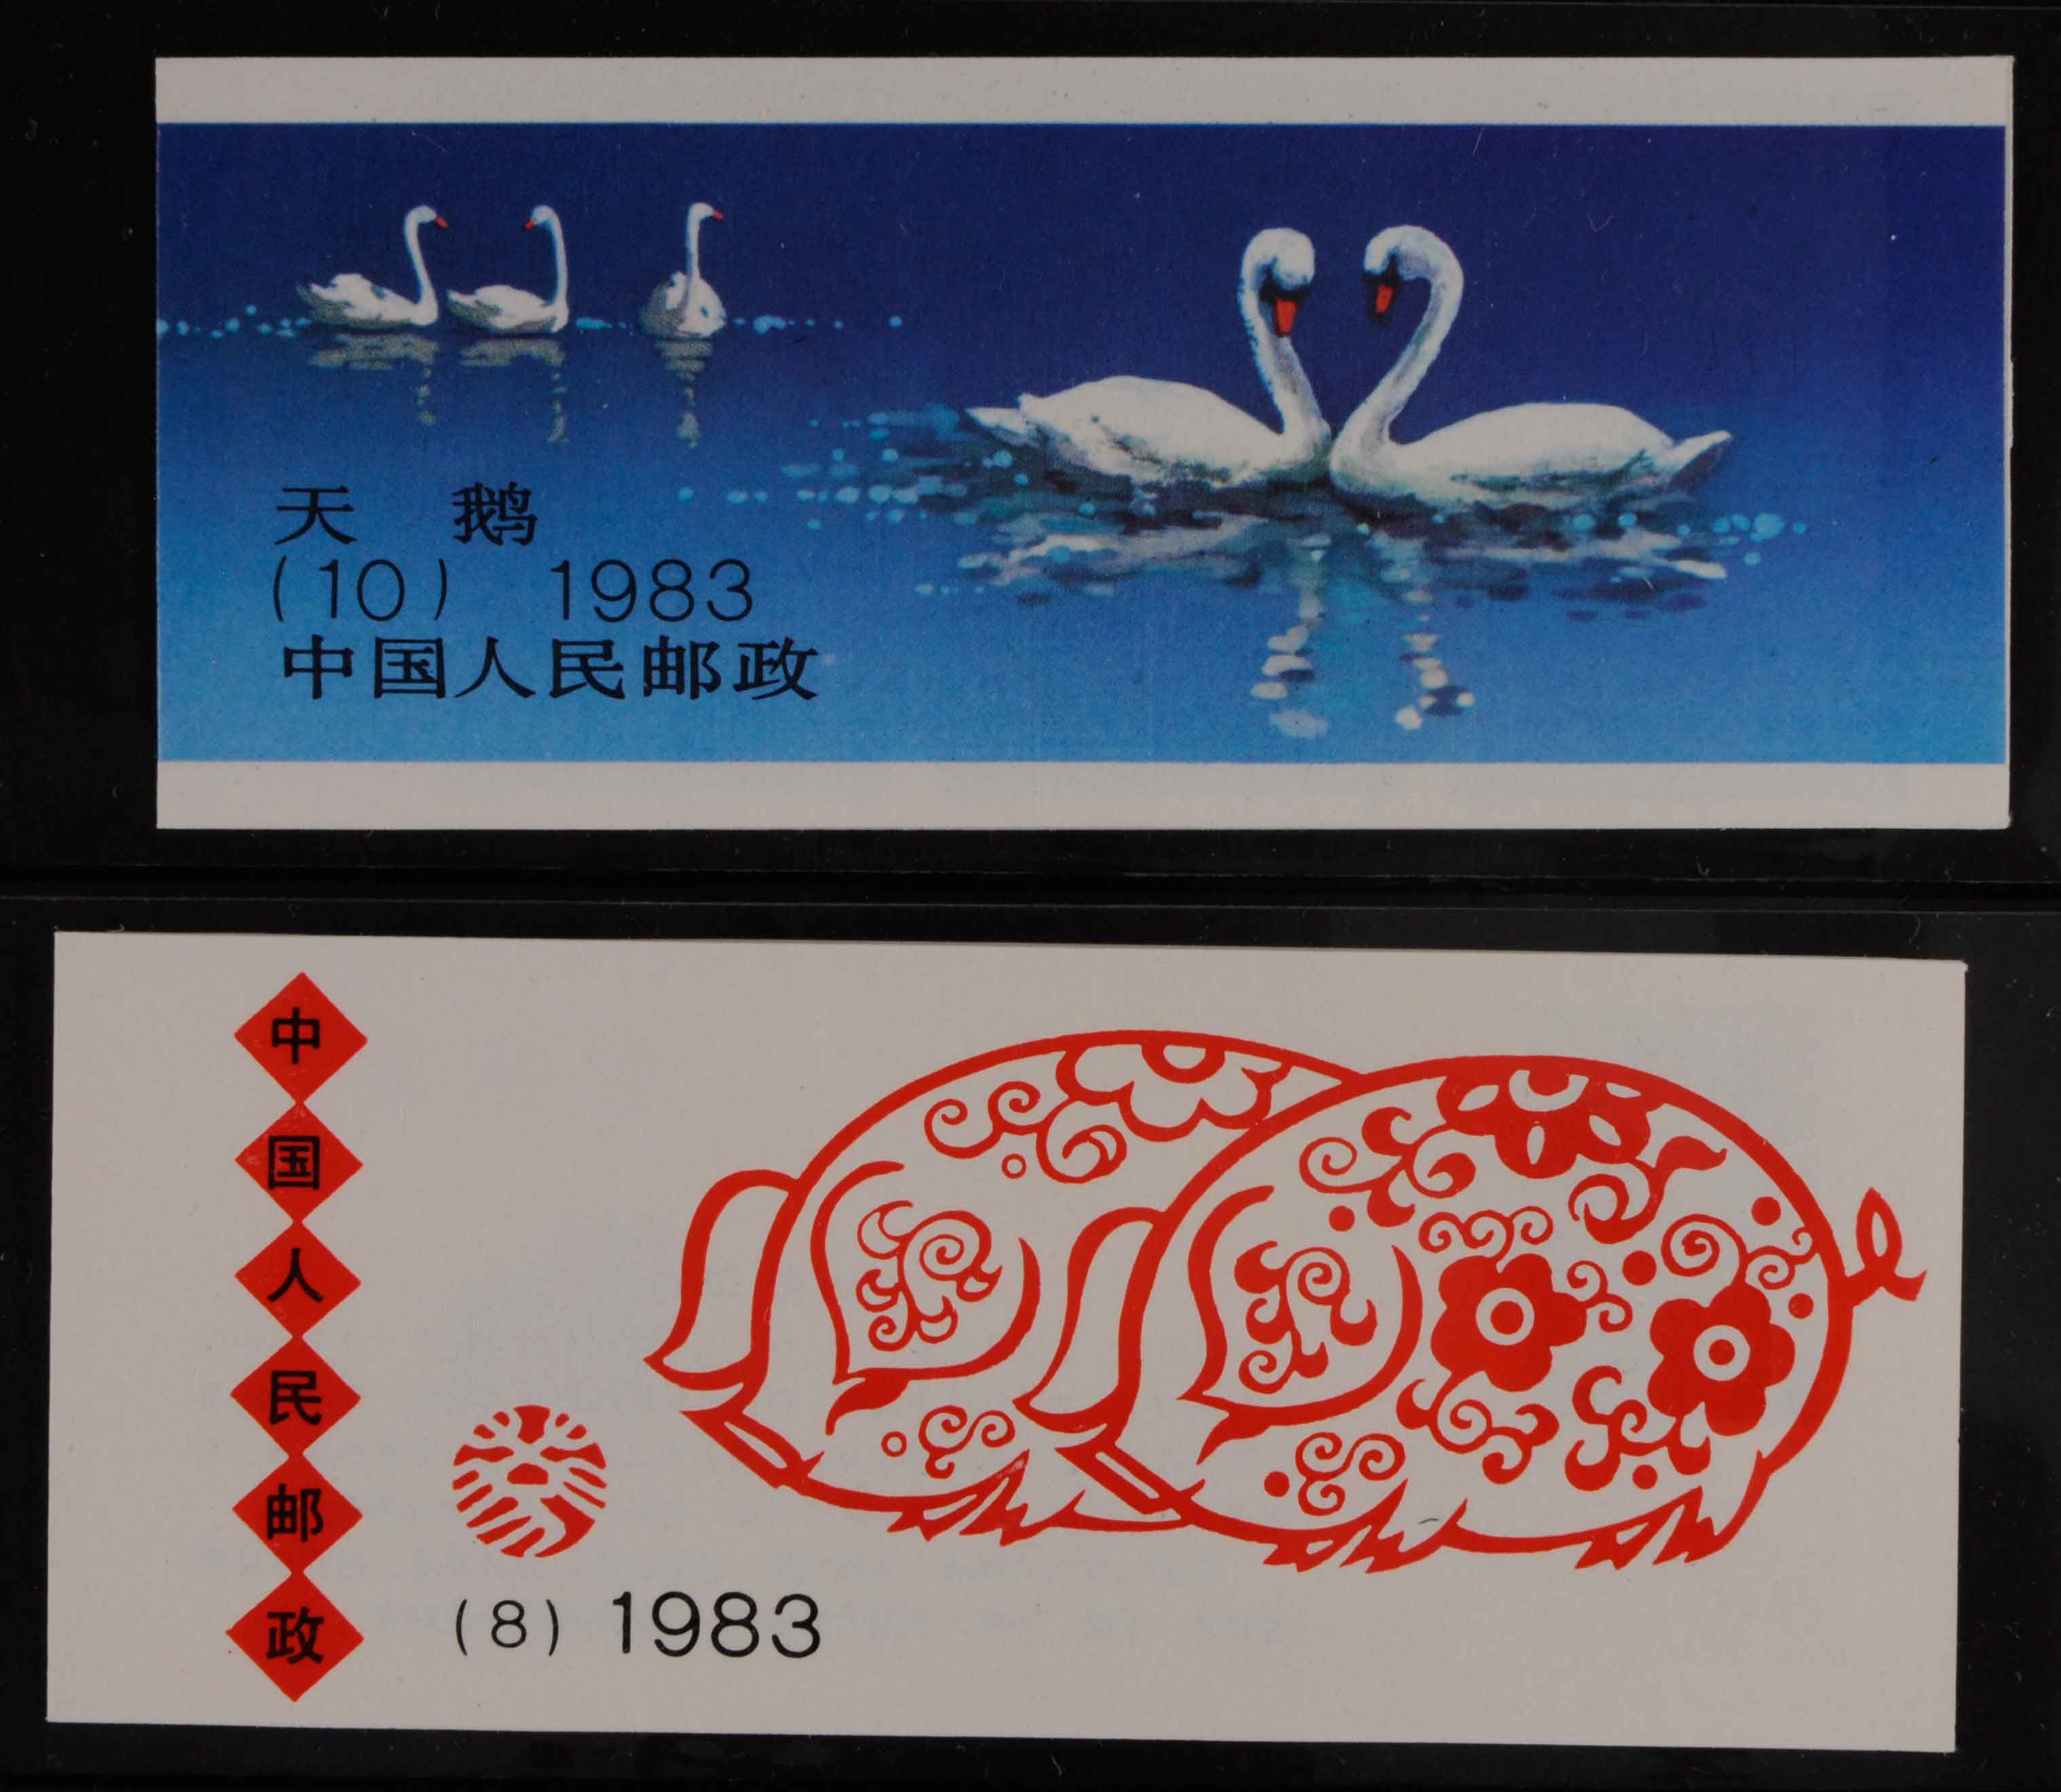 天 鹅
(10) 1983
中国人民邮政
中国人民邮政
(8) 1983